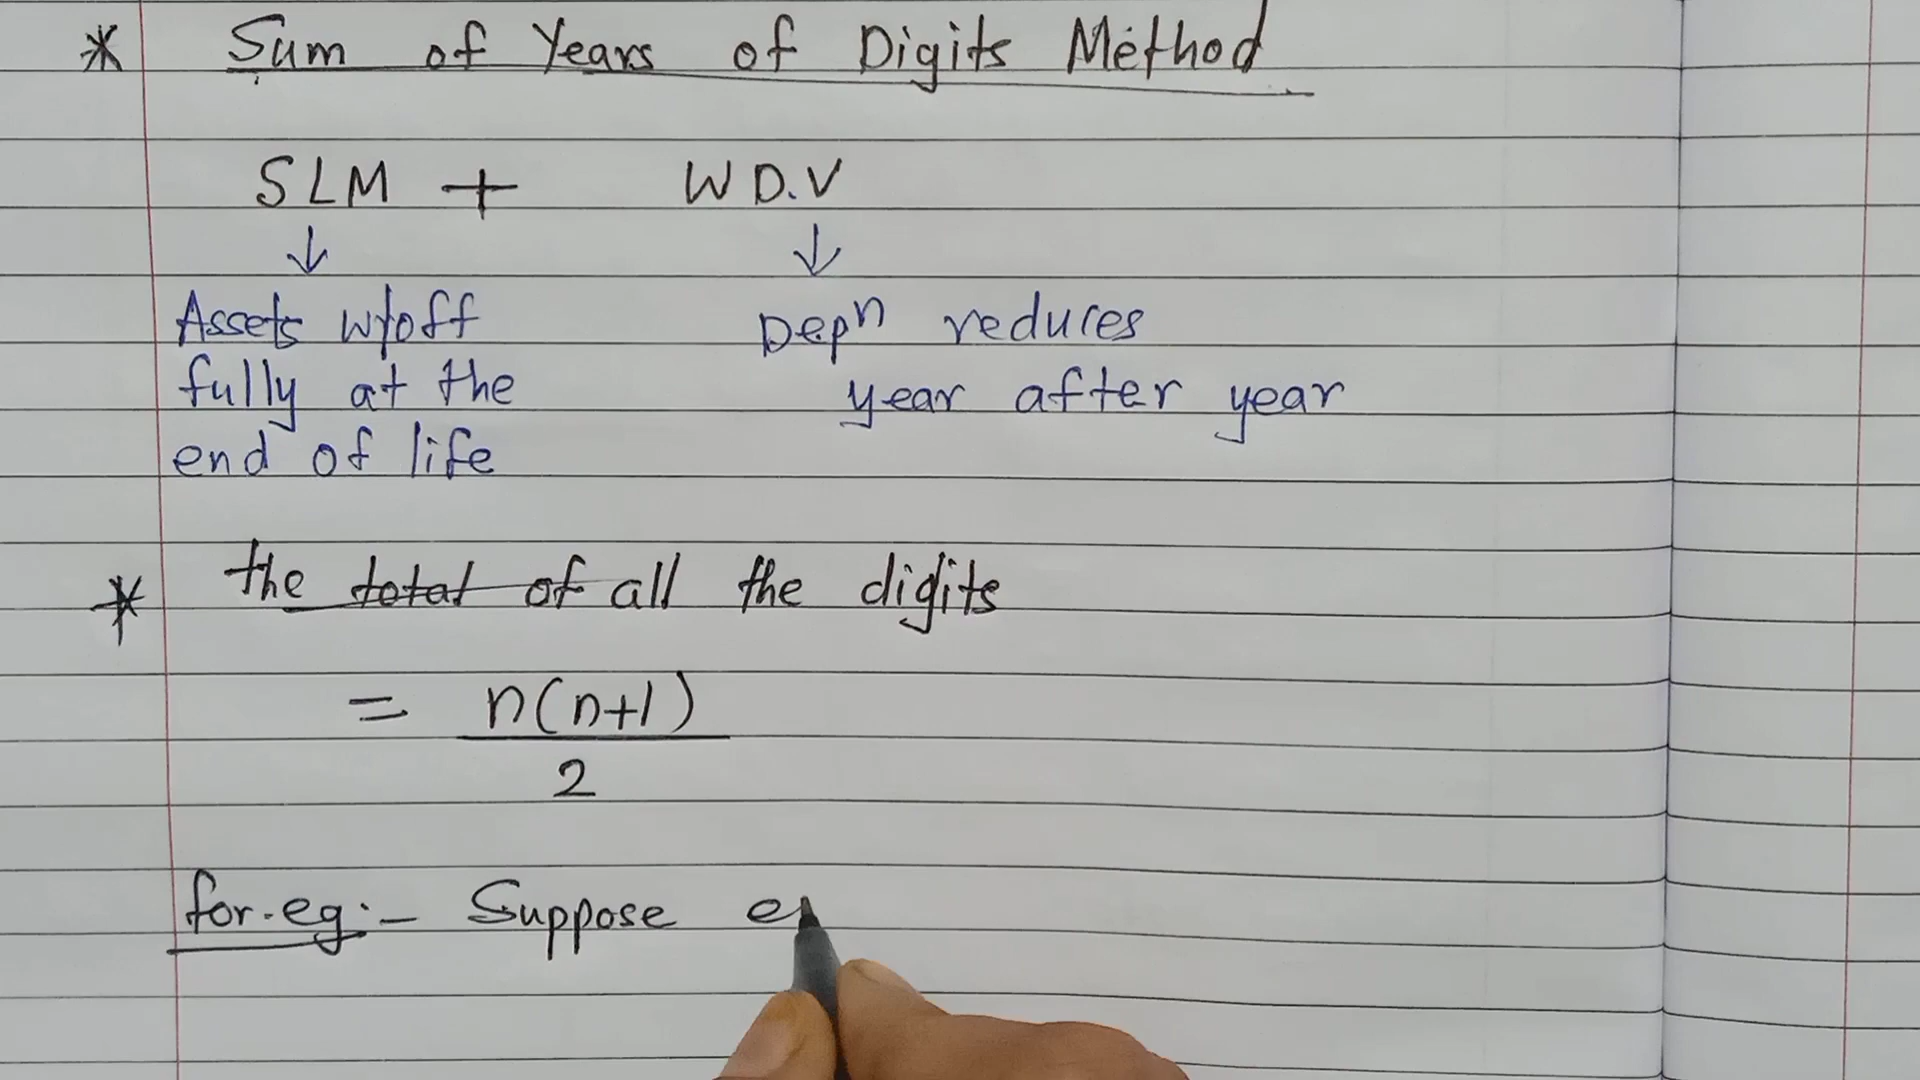 * Sum of Years of Digits Method
SLM + W D.V
↓ ↓
Assets w/off
fully at the
end of life
Depn reduces
year after year
* the total of all the digits
= n(n+1)
2
for.eg:- Suppose